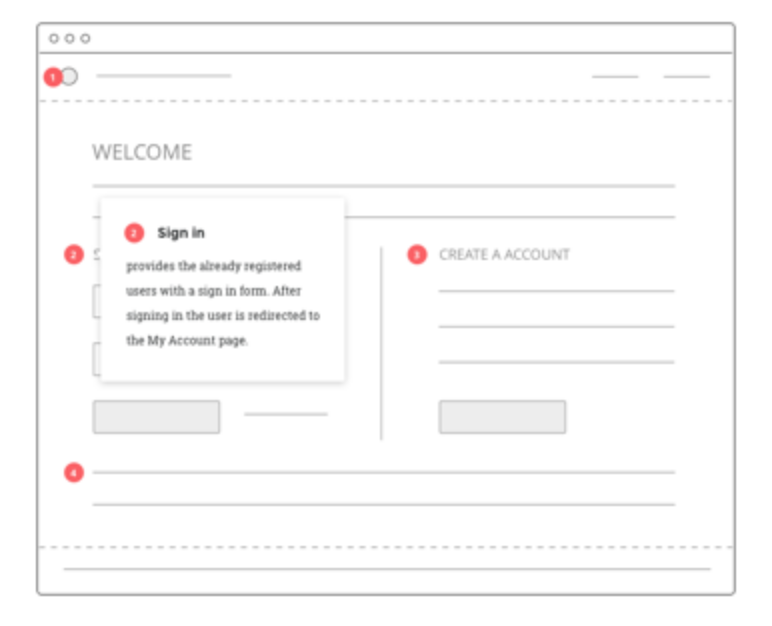 1
WELCOME
2 Sign in
provides the already registered
users with a sign in form. After
signing in the user is redirected to
the My Account page.
2
3 CREATE A ACCOUNT
4